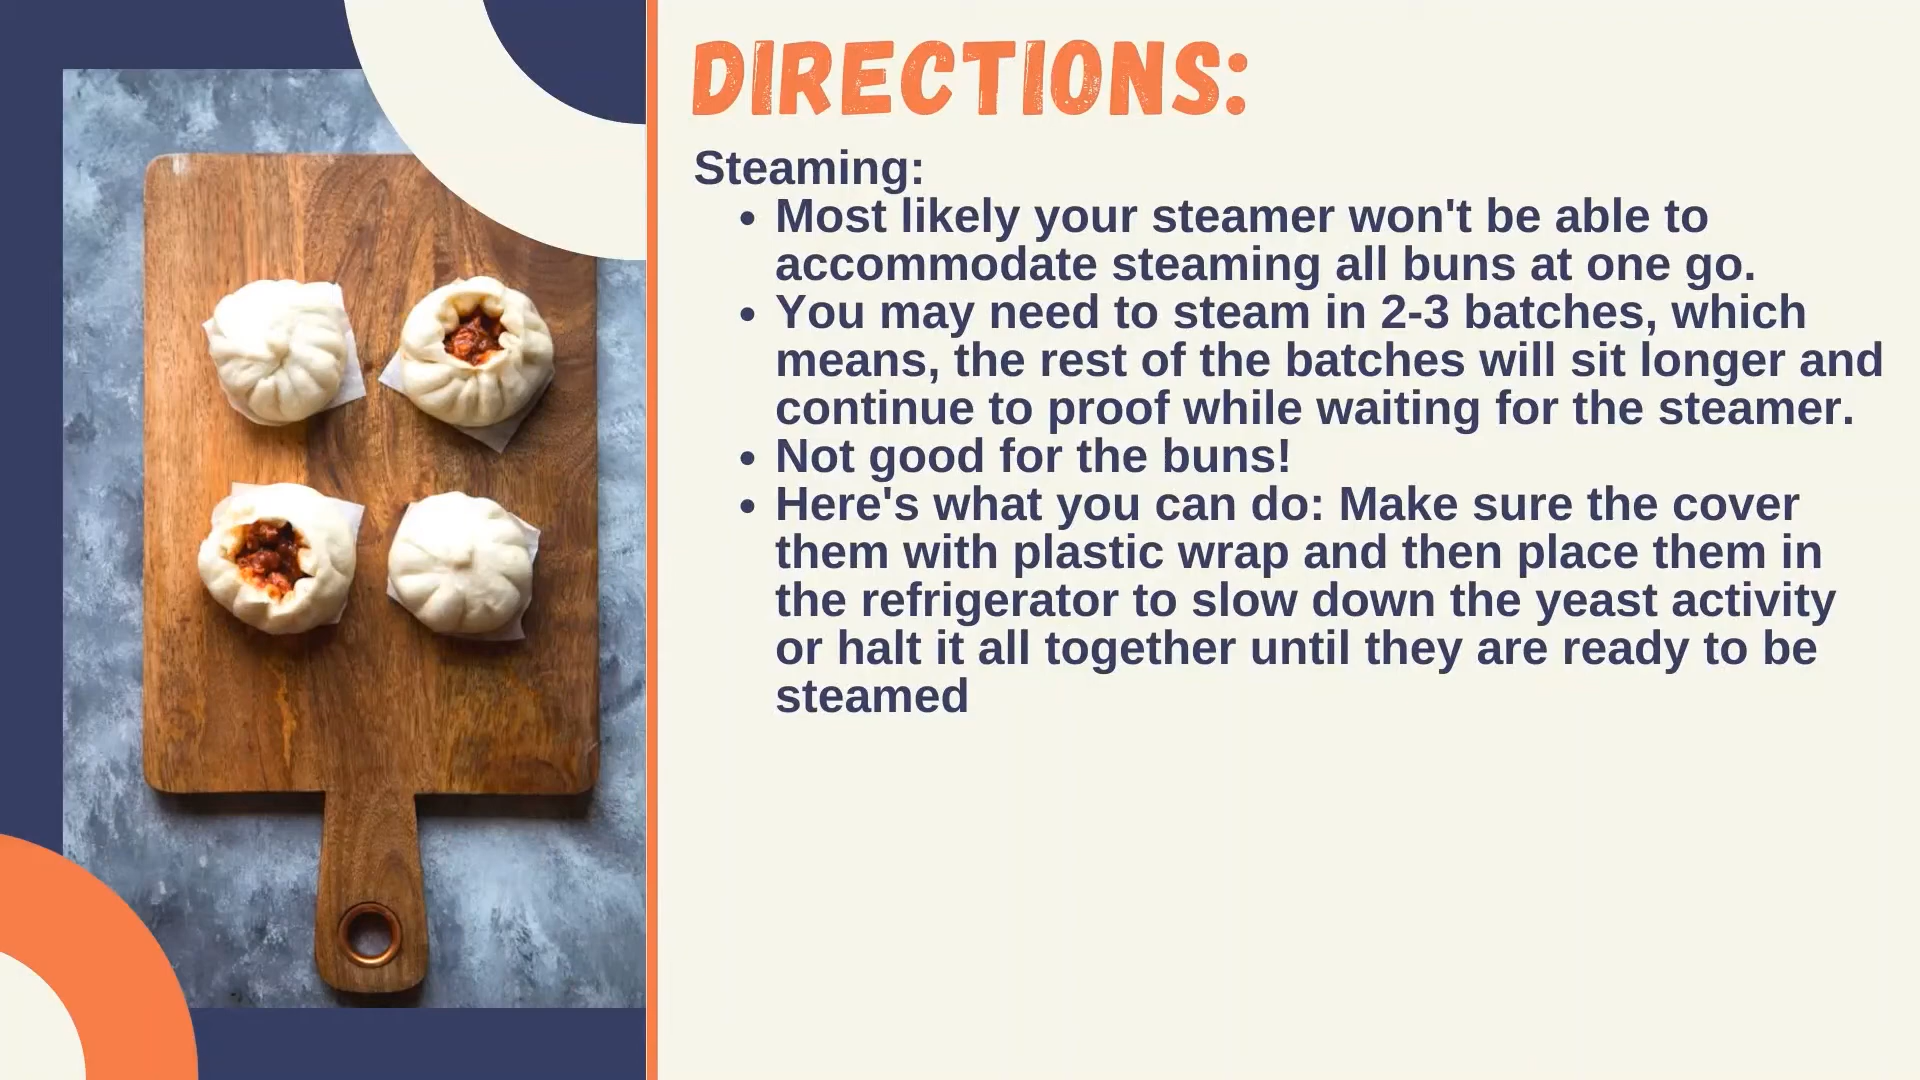 DIRECTIONS:
Steaming:
• Most likely your steamer won't be able to
accommodate steaming all buns at one go.
• You may need to steam in 2-3 batches, which
means, the rest of the batches will sit longer and
continue to proof while waiting for the steamer.
• Not good for the buns!
• Here's what you can do: Make sure the cover
them with plastic wrap and then place them in
the refrigerator to slow down the yeast activity
or halt it all together until they are ready to be
steamed